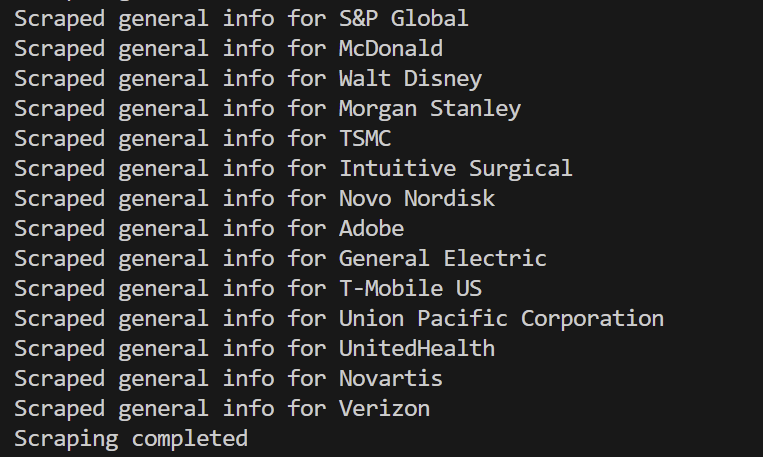 Scraped general info for S&P Global
Scraped general info for McDonald
Scraped general info for Walt Disney
Scraped general info for Morgan Stanley
Scraped general info for TSMC
Scraped general info for Intuitive Surgical
Scraped general info for Novo Nordisk
Scraped general info for Adobe
Scraped general info for General Electric
Scraped general info for T-Mobile US
Scraped general info for Union Pacific Corporation
Scraped general info for UnitedHealth
Scraped general info for Novartis
Scraped general info for Verizon
Scraping completed